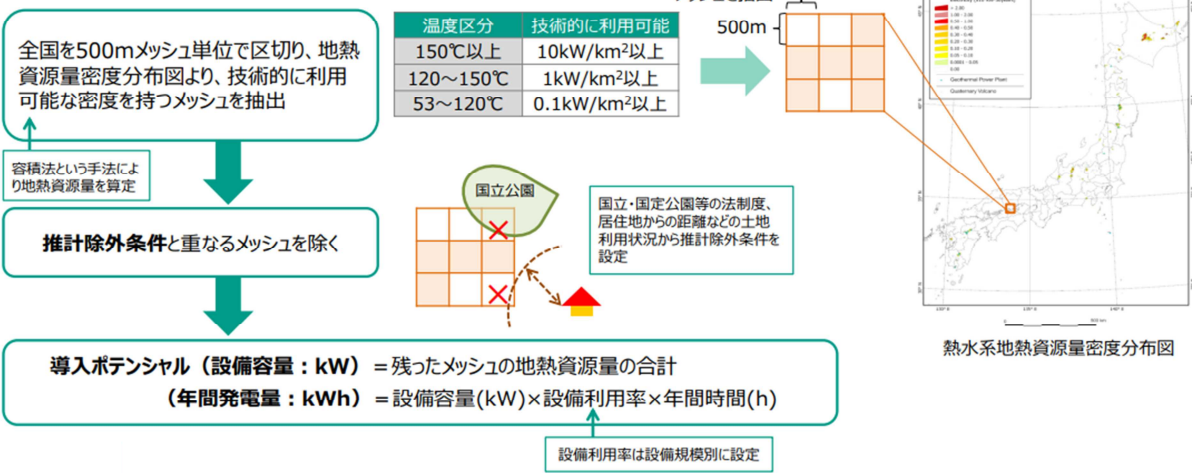 全国を500mメッシュ単位で区切り、地熱
資源量密度分布図より、技術的に利用
可能な密度を持つメッシュを抽出
容積法という手法によ
り地熱資源量を算定
温度区分 技術的に利用可能
150℃以上 10kW/km²以上
120～150℃ 1kW/km²以上
53～120℃ 0.1kW/km²以上
500m
推計除外条件と重なるメッシュを除く
国立公園
国立・国定公園等の法制度、
居住地からの距離などの土地
利用状況から推計除外条件を
設定
導入ポテンシャル（設備容量：kW）＝残ったメッシュの地熱資源量の合計
（年間発電量：kWh）＝設備容量(kW)×設備利用率×年間時間(h)
設備利用率は設備規模別に設定
Geothermal Power Plant
Quaternary Volcano
熱水系地熱資源量密度分布図